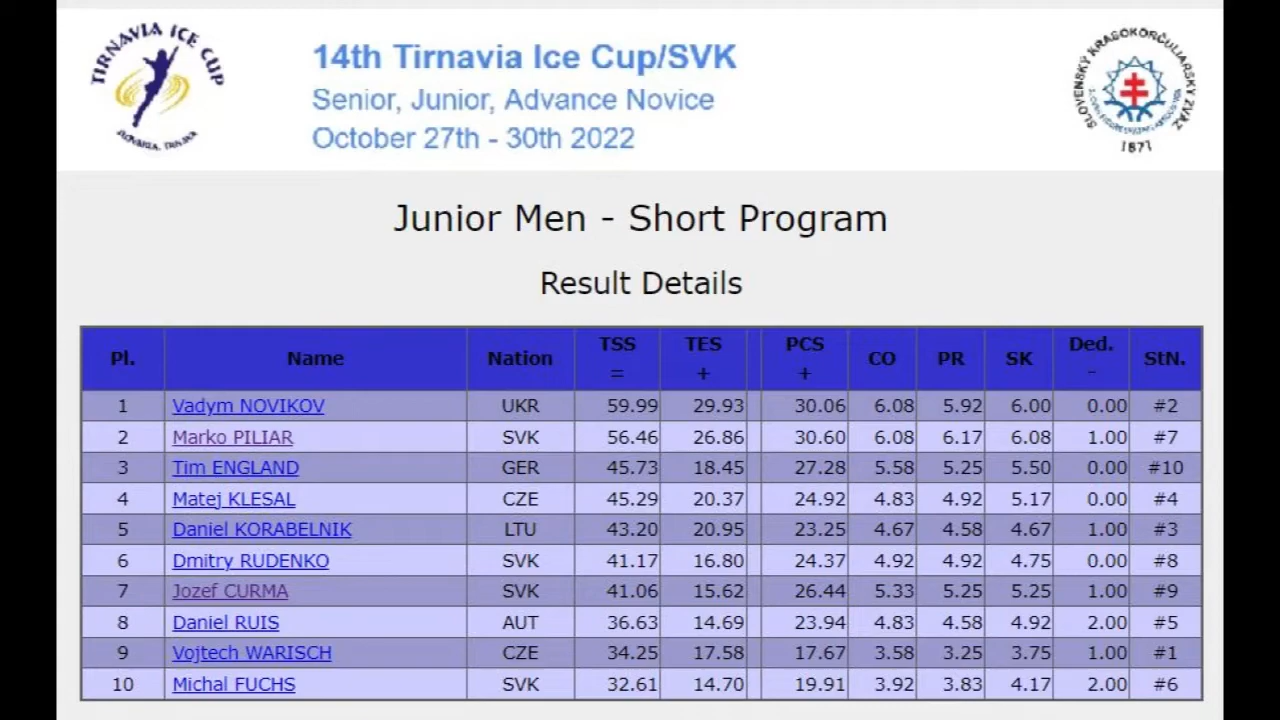 TIRNAVIA ICE CUP
SLOVAKIA, TRNAVA
14th Tirnavia Ice Cup/SVK
Senior, Junior, Advance Novice
October 27th - 30th 2022
SLOVENSKÝ KRASOKORČULIARSKY ZVÄZ
1871
Junior Men - Short Program
Result Details
Pl. Name Nation TSS = TES + PCS + CO PR SK Ded. - StN.
1 Vadym NOVIKOV UKR 59.99 29.93 30.06 6.08 5.92 6.00 0.00 #2
2 Marko PILIAR SVK 56.46 26.86 30.60 6.08 6.17 6.08 1.00 #7
3 Tim ENGLAND GER 45.73 18.45 27.28 5.58 5.25 5.50 0.00 #10
4 Matej KLESAL CZE 45.29 20.37 24.92 4.83 4.92 5.17 0.00 #4
5 Daniel KORABELNIK LTU 43.20 20.95 23.25 4.67 4.58 4.67 1.00 #3
6 Dmitry RUDENKO SVK 41.17 16.80 24.37 4.92 4.92 4.75 0.00 #8
7 Jozef CURMA SVK 41.06 15.62 26.44 5.33 5.25 5.25 1.00 #9
8 Daniel RUIS AUT 36.63 14.69 23.94 4.83 4.58 4.92 2.00 #5
9 Vojtech WARISCH CZE 34.25 17.58 17.67 3.58 3.25 3.75 1.00 #1
10 Michal FUCHS SVK 32.61 14.70 19.91 3.92 3.83 4.17 2.00 #6